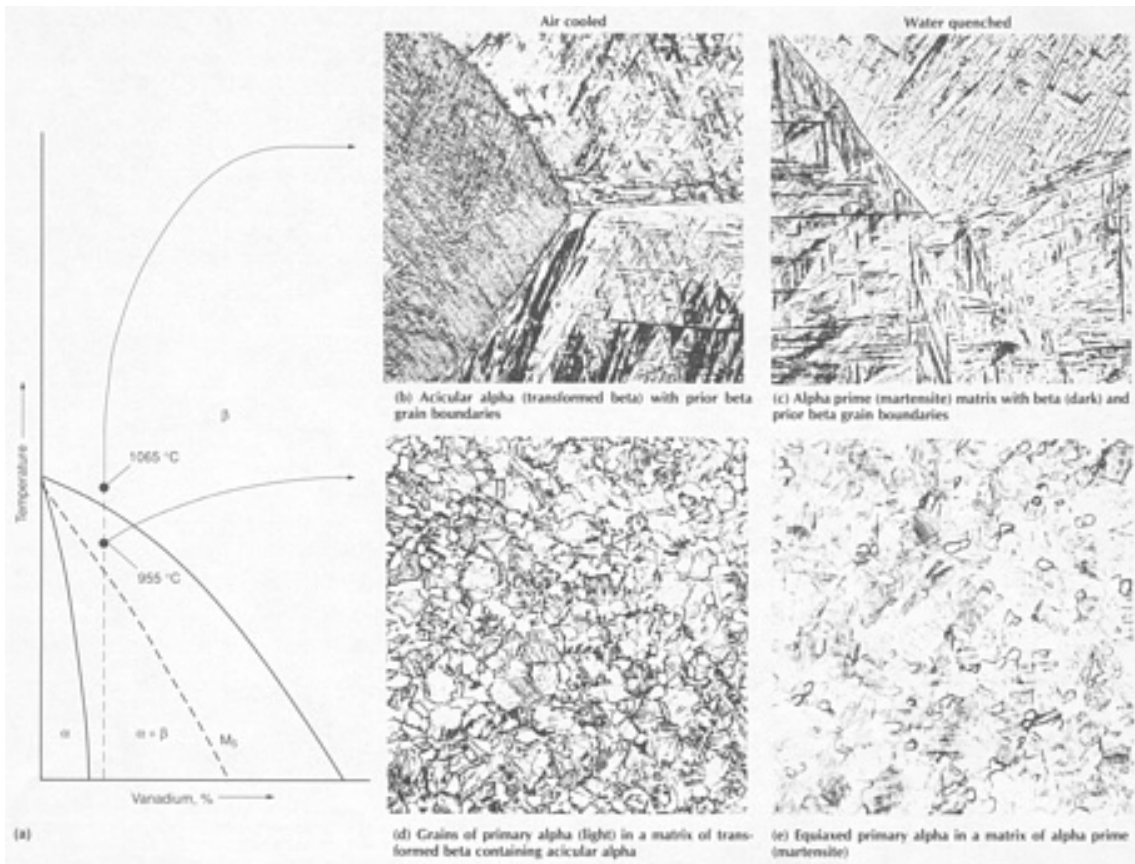 Air cooled
Water quenched
(b) Acicular alpha (transformed beta) with prior beta
grain boundaries
(c) Alpha prime (martensite) matrix with beta (dark) and
prior beta grain boundaries
Temperature
β
1065 °C
955 °C
α
α + β
Ms
Vanadium, %
(a)
(d) Grains of primary alpha (light) in a matrix of trans-
formed beta containing acicular alpha
(e) Equiaxed primary alpha in a matrix of alpha prime
(martensite)